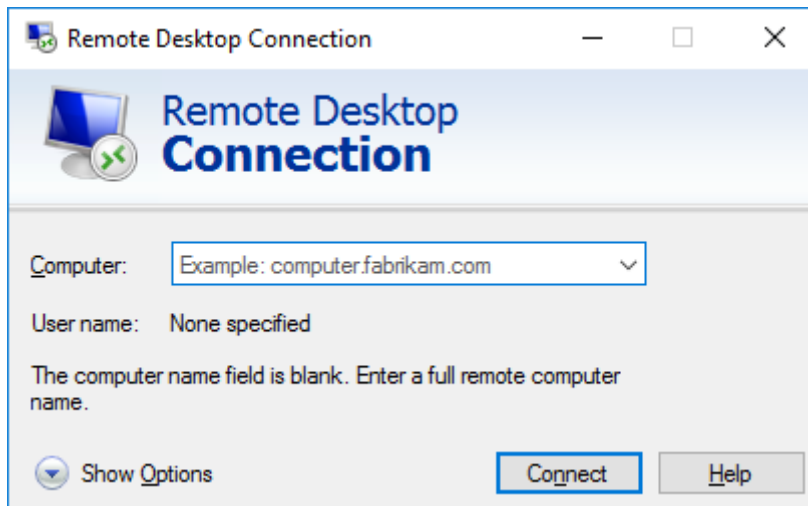 Remote Desktop Connection
Remote Desktop
Connection
Computer: Example: computer.fabrikam.com
User name: None specified
The computer name field is blank. Enter a full remote computer
name.
Show Options Connect Help